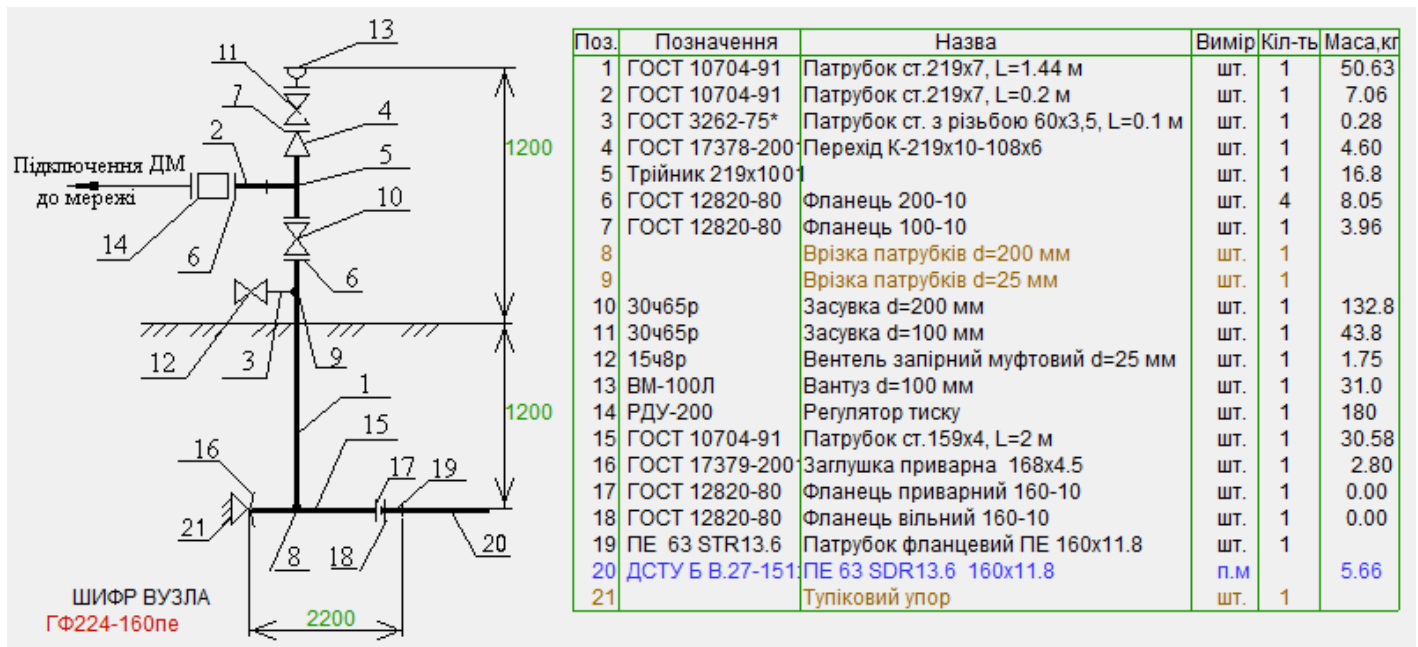 13
11
7
4
2
1200
Підключення ДМ
до мережі
5
10
14
6
6
12
3
9
1
1200
15
16
17
19
21
8
18
20
ШИФР ВУЗЛА
ГФ224-160пе
2200
Поз. Позначення Назва Вимір Кіл-ть Маса,кг
1 ГОСТ 10704-91 Патрубок ст.219х7, L=1.44 м шт. 1 50.63
2 ГОСТ 10704-91 Патрубок ст.219х7, L=0.2 м шт. 1 7.06
3 ГОСТ 3262-75* Патрубок ст. з різьбою 60х3,5, L=0.1 м шт. 1 0.28
4 ГОСТ 17378-2001 Перехід К-219х10-108х6 шт. 1 4.60
5 Трійник 219х1001 шт. 1 16.8
6 ГОСТ 12820-80 Фланець 200-10 шт. 4 8.05
7 ГОСТ 12820-80 Фланець 100-10 шт. 1 3.96
8 Врізка патрубків d=200 мм шт. 1
9 Врізка патрубків d=25 мм шт. 1
10 30ч65р Засувка d=200 мм шт. 1 132.8
11 30ч65р Засувка d=100 мм шт. 1 43.8
12 15ч8р Вентель запірний муфтовий d=25 мм шт. 1 1.75
13 ВМ-100Л Вантуз d=100 мм шт. 1 31.0
14 РДУ-200 Регулятор тиску шт. 1 180
15 ГОСТ 10704-91 Патрубок ст.159х4, L=2 м шт. 1 30.58
16 ГОСТ 17379-2001 Заглушка приварна 168х4.5 шт. 1 2.80
17 ГОСТ 12820-80 Фланець приварний 160-10 шт. 1 0.00
18 ГОСТ 12820-80 Фланець вільний 160-10 шт. 1 0.00
19 ПЕ 63 STR13.6 Патрубок фланцевий ПЕ 160х11.8 шт. 1
20 ДСТУ Б В.27-151: ПЕ 63 SDR13.6 160х11.8 п.м 5.66
21 Тупіковий упор шт. 1